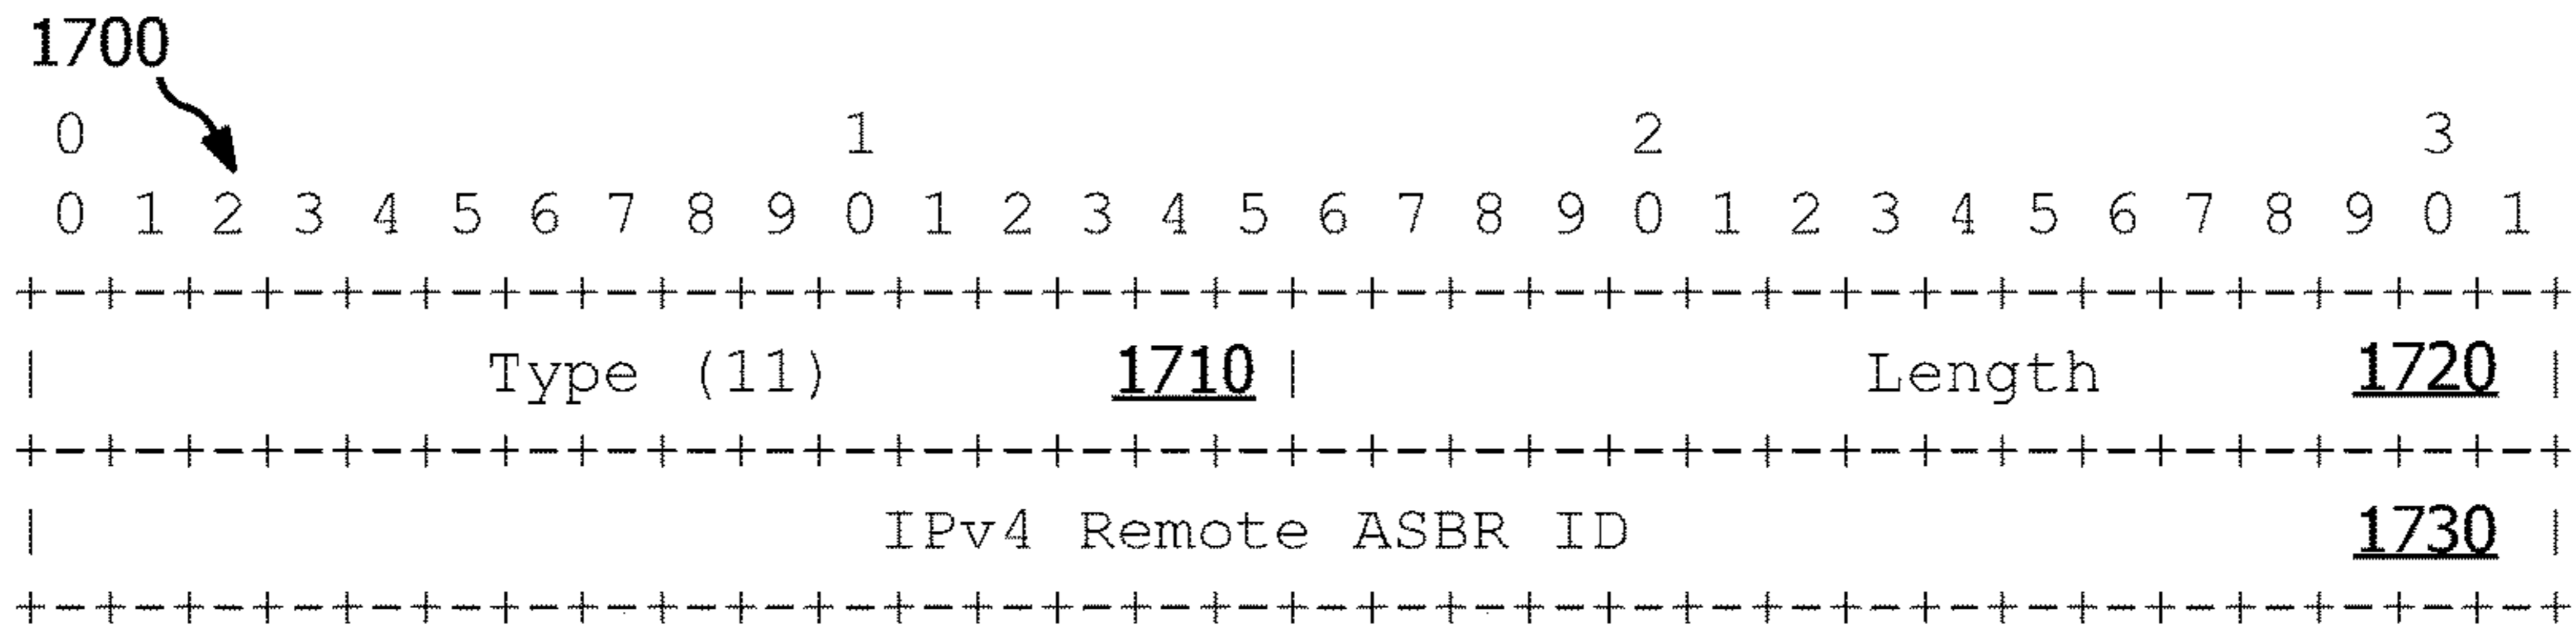 1700
0 1 2 3
0 1 2 3 4 5 6 7 8 9 0 1 2 3 4 5 6 7 8 9 0 1 2 3 4 5 6 7 8 9 0 1
+-+-+-+-+-+-+-+-+-+-+-+-+-+-+-+-+-+-+-+-+-+-+-+-+-+-+-+-+-+-+-+-+
| Type (11) 1710 | Length 1720 |
+-+-+-+-+-+-+-+-+-+-+-+-+-+-+-+-+-+-+-+-+-+-+-+-+-+-+-+-+-+-+-+-+
| IPv4 Remote ASBR ID 1730 |
+-+-+-+-+-+-+-+-+-+-+-+-+-+-+-+-+-+-+-+-+-+-+-+-+-+-+-+-+-+-+-+-+